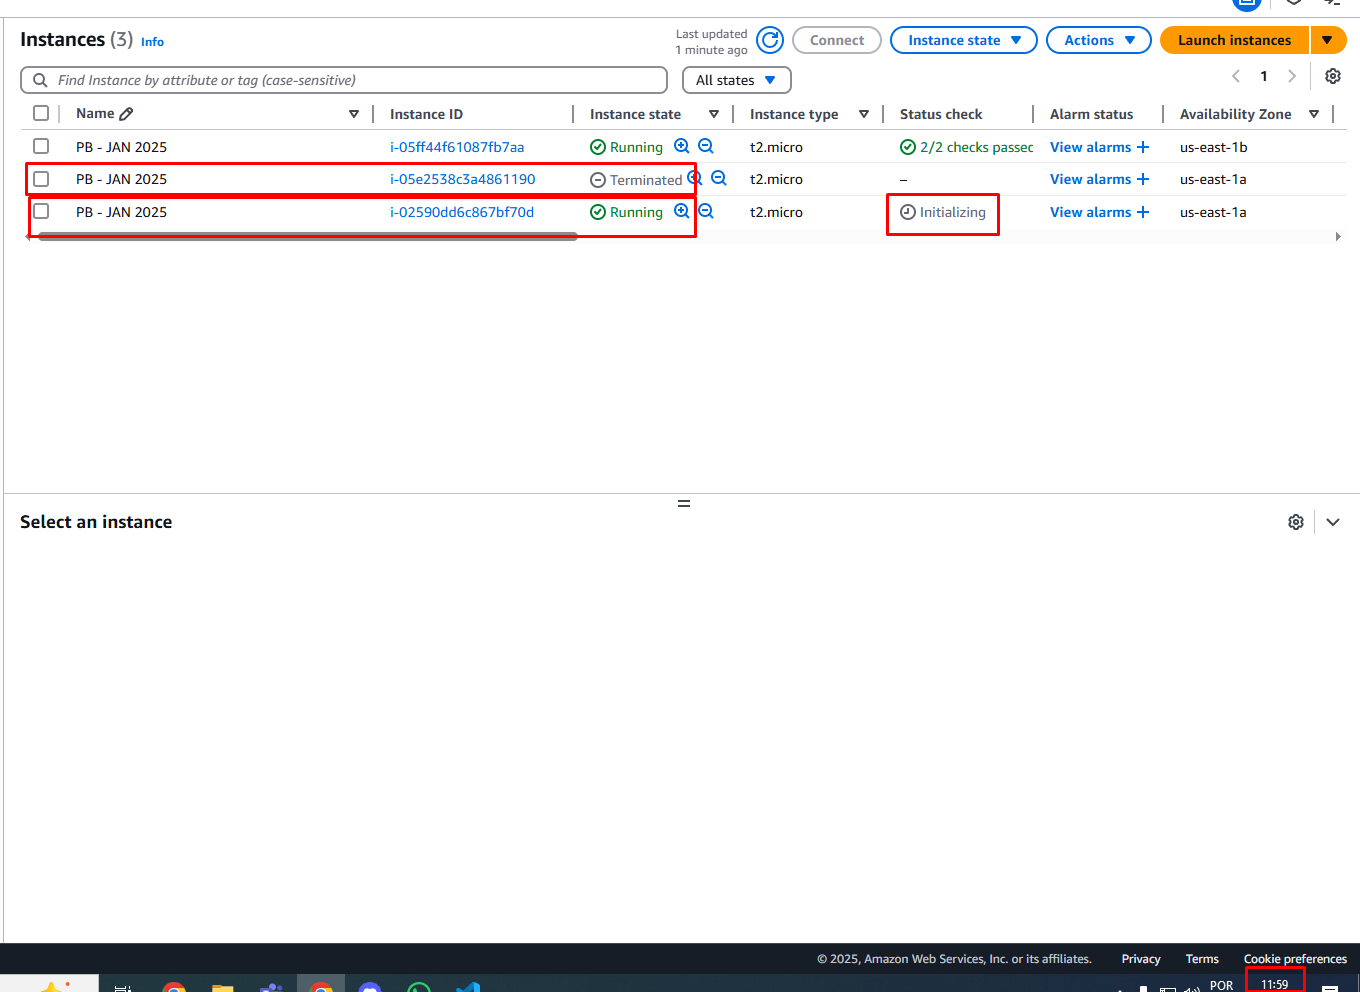 Instances (3) Info
Last updated
1 minute ago
Connect
Instance state
Actions
Launch instances
Find Instance by attribute or tag (case-sensitive)
All states
1
Name Instance ID Instance state Instance type Status check Alarm status Availability Zone
PB - JAN 2025 i-05ff44f61087fb7aa Running t2.micro 2/2 checks passed View alarms + us-east-1b
PB - JAN 2025 i-05e2538c3a4861190 Terminated t2.micro – View alarms + us-east-1a
PB - JAN 2025 i-02590dd6c867bf70d Running t2.micro Initializing View alarms + us-east-1a
Select an instance
© 2025, Amazon Web Services, Inc. or its affiliates. Privacy Terms Cookie preferences
POR 11:59